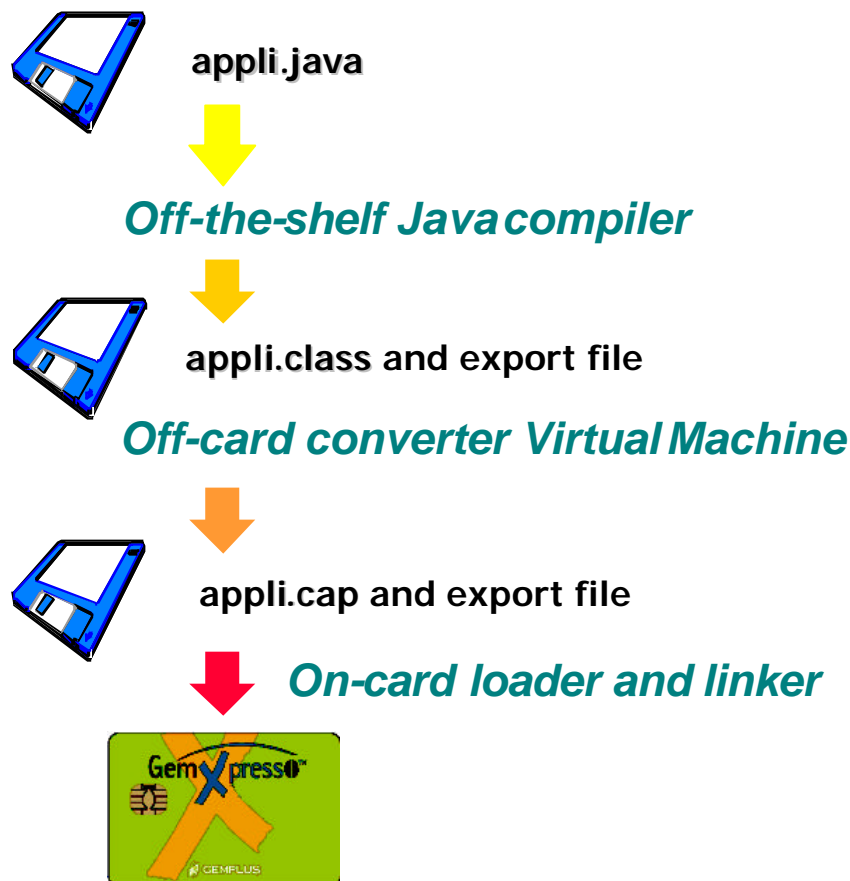 appli.java
Off-the-shelf Java compiler
appli.class and export file
Off-card converter Virtual Machine
appli.cap and export file
On-card loader and linker
GemXpresso™
GEMPLUS